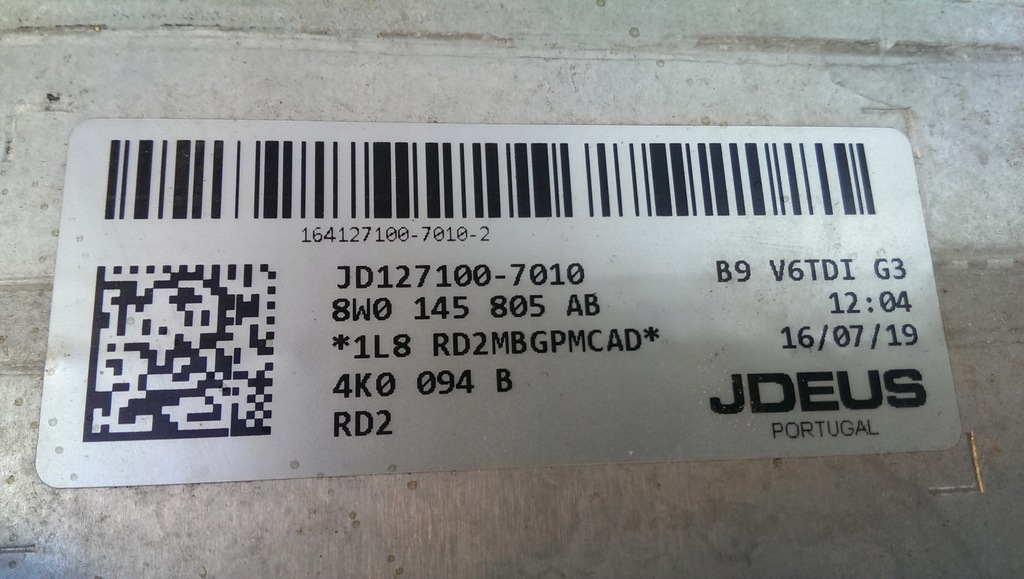 164127100-7010-2
JD127100-7010
B9 V6TDI G3
8W0 145 805 AB
12:04
*1L8 RD2MBGPMCAD*
16/07/19
4K0 094 B
RD2
JDEUS
PORTUGAL